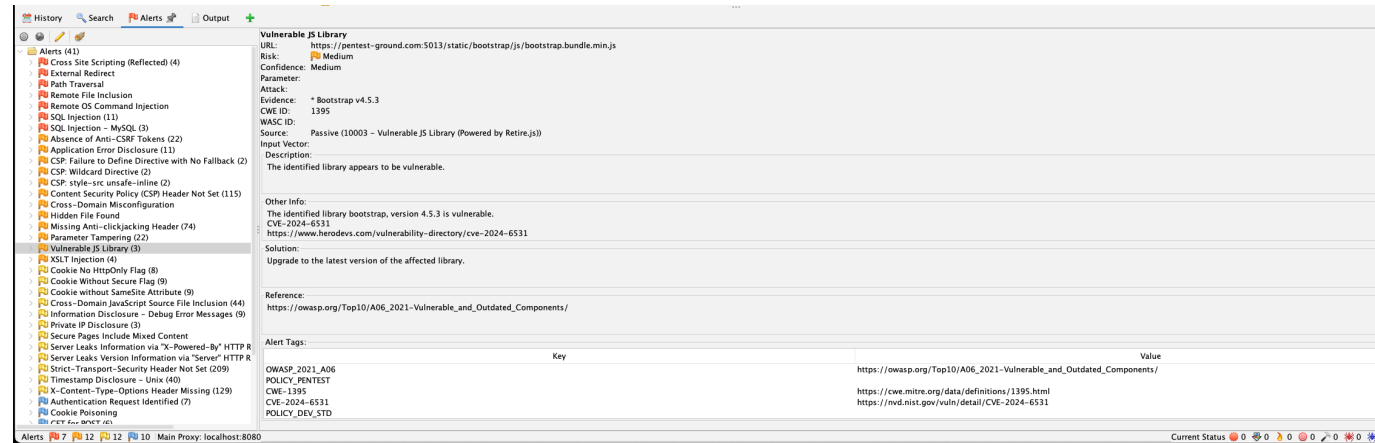 History Search Alerts Output
Alerts (41)
Cross Site Scripting (Reflected) (4)
External Redirect
Path Traversal
Remote File Inclusion
Remote OS Command Injection
SQL Injection (11)
SQL Injection - MySQL (3)
Absence of Anti-CSRF Tokens (22)
Application Error Disclosure (11)
CSP: Failure to Define Directive with No Fallback (2)
CSP: Wildcard Directive (2)
CSP: style-src unsafe-inline (2)
Content Security Policy (CSP) Header Not Set (115)
Cross-Domain Misconfiguration
Hidden File Found
Missing Anti-clickjacking Header (74)
Parameter Tampering (22)
Vulnerable JS Library (3)
XSLT Injection (4)
Cookie No HttpOnly Flag (8)
Cookie Without Secure Flag (9)
Cookie without SameSite Attribute (9)
Cross-Domain JavaScript Source File Inclusion (44)
Information Disclosure - Debug Error Messages (9)
Private IP Disclosure (3)
Secure Pages Include Mixed Content
Server Leaks Information via "X-Powered-By" HTTP R
Server Leaks Version Information via "Server" HTTP R
Strict-Transport-Security Header Not Set (209)
Timestamp Disclosure - Unix (40)
X-Content-Type-Options Header Missing (129)
Authentication Request Identified (7)
Cookie Poisoning
GET for POST (6)
Vulnerable JS Library
URL: https://pentest-ground.com:5013/static/bootstrap/js/bootstrap.bundle.min.js
Risk: Medium
Confidence: Medium
Parameter:
Attack:
Evidence: * Bootstrap v4.5.3
CWE ID: 1395
WASC ID:
Source: Passive (10003 - Vulnerable JS Library (Powered by Retire.js))
Input Vector:
Description:
The identified library appears to be vulnerable.
Other Info:
The identified library bootstrap, version 4.5.3 is vulnerable.
CVE-2024-6531
https://www.herodevs.com/vulnerability-directory/cve-2024-6531
Solution:
Upgrade to the latest version of the affected library.
Reference:
https://owasp.org/Top10/A06_2021-Vulnerable_and_Outdated_Components/
Alert Tags:
Key Value
OWASP_2021_A06 https://owasp.org/Top10/A06_2021-Vulnerable_and_Outdated_Components/
POLICY_PENTEST
CWE-1395 https://cwe.mitre.org/data/definitions/1395.html
CVE-2024-6531 https://nvd.nist.gov/vuln/detail/CVE-2024-6531
POLICY_DEV_STD
Alerts 7 12 12 10 Main Proxy: localhost:8080 Current Status 0 0 0 0 0 0